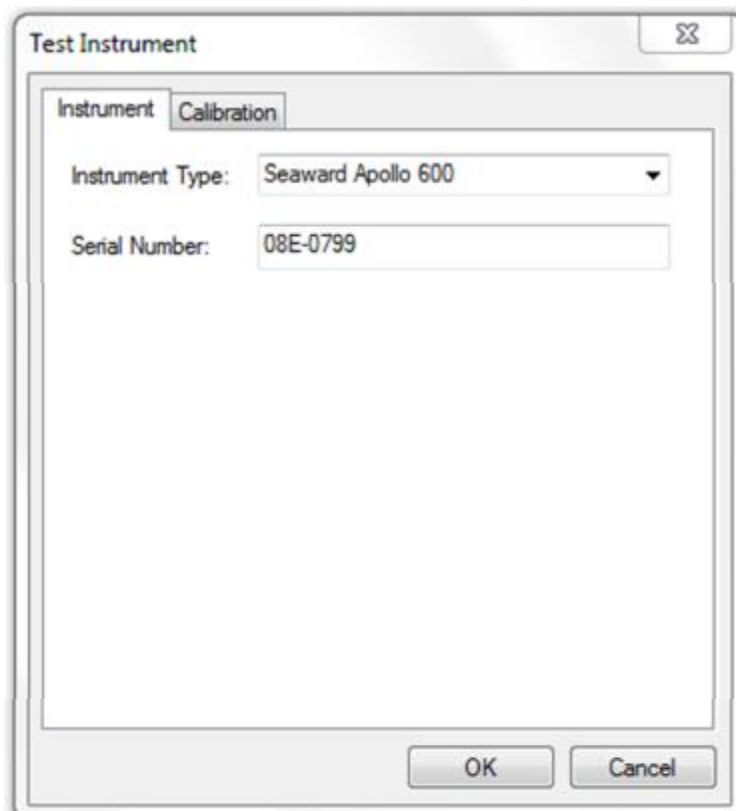 Test Instrument
Instrument Calibration
Instrument Type: Seaward Apollo 600
Serial Number: 08E-0799
OK Cancel